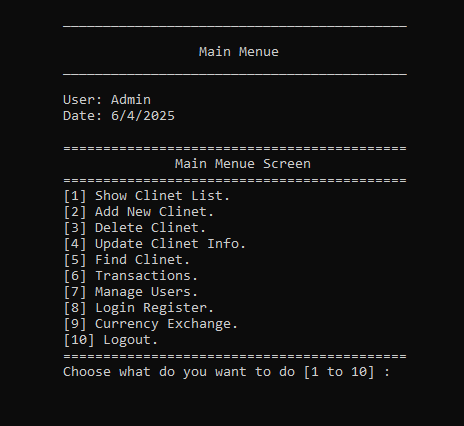 Main Menue
User: Admin
Date: 6/4/2025
===========================================
Main Menue Screen
===========================================
[1] Show Clinet List.
[2] Add New Clinet.
[3] Delete Clinet.
[4] Update Clinet Info.
[5] Find Clinet.
[6] Transactions.
[7] Manage Users.
[8] Login Register.
[9] Currency Exchange.
[10] Logout.
===========================================
Choose what do you want to do [1 to 10] :